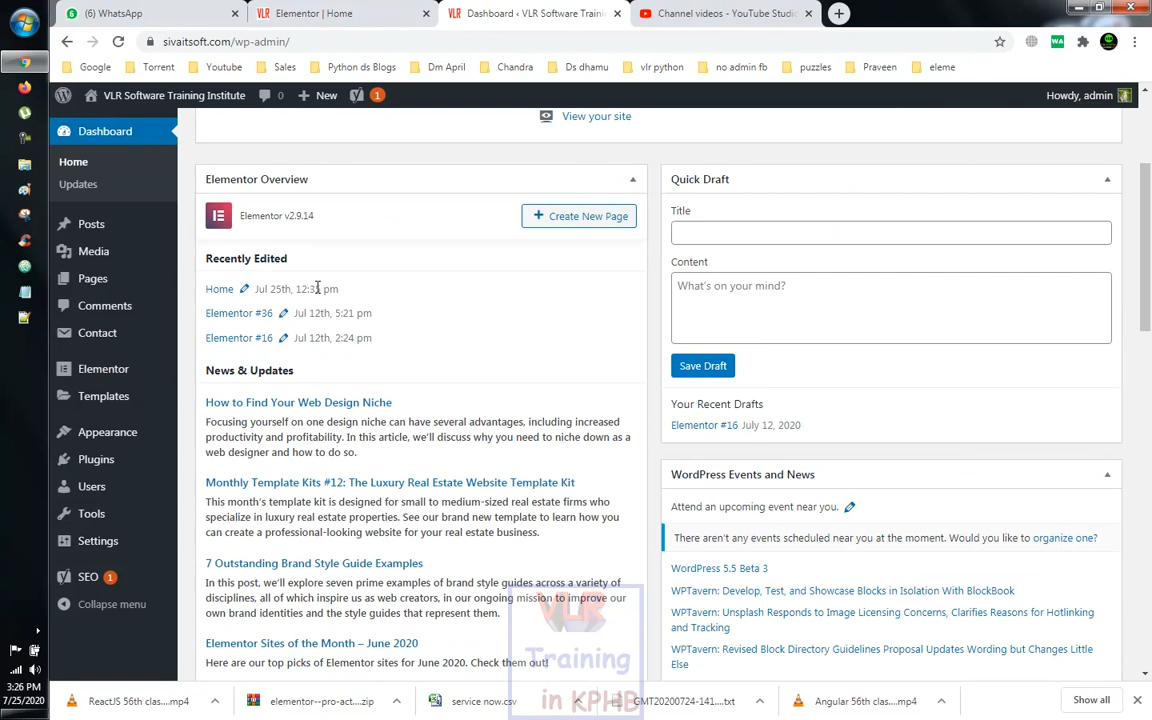 (6) WhatsApp
VLR Elementor | Home
VLR Dashboard ‹ VLR Software Traini
Channel videos - YouTube Studio
sivaitsoft.com/wp-admin/
WA
Google Torrent Youtube Sales Python ds Blogs Dm April Chandra Ds dhamu vlr python no admin fb puzzles Praveen eleme
VLR Software Training Institute 0 New 1 Howdy, admin
Dashboard
Home
Updates
Posts
Media
Pages
Comments
Contact
Elementor
Templates
Appearance
Plugins
Users
Tools
Settings
SEO 1
Collapse menu
View your site
Elementor Overview
Elementor v2.9.14
Create New Page
Recently Edited
Home Jul 25th, 12:35 pm
Elementor #36 Jul 12th, 5:21 pm
Elementor #16 Jul 12th, 2:24 pm
News & Updates
How to Find Your Web Design Niche
Focusing yourself on one design niche can have several advantages, including increased
productivity and profitability. In this article, we'll discuss why you need to niche down as a
web designer and how to do so.
Monthly Template Kits #12: The Luxury Real Estate Website Template Kit
This month's template kit is designed for small to medium-sized real estate firms who
specialize in luxury real estate properties. See our brand new template to learn how you
can create a professional-looking website for your real estate business.
7 Outstanding Brand Style Guide Examples
In this post, we'll explore seven prime examples of brand style guides across a variety of
disciplines, all of which inspire us as web creators, in our ongoing mission to improve our
own brand identities and the style guides that represent them.
Elementor Sites of the Month – June 2020
Here are our top picks of Elementor sites for June 2020. Check them out!
Quick Draft
Title
Content
What's on your mind?
Save Draft
Your Recent Drafts
Elementor #16 July 12, 2020
WordPress Events and News
Attend an upcoming event near you.
There aren't any events scheduled near you at the moment. Would you like to organize one?
WordPress 5.5 Beta 3
WPTavern: Develop, Test, and Showcase Blocks in Isolation With BlockBook
WPTavern: Unsplash Responds to Image Licensing Concerns, Clarifies Reasons for Hotlinking
and Tracking
WPTavern: Revised Block Directory Guidelines Proposal Updates Wording but Changes Little
Else
VLR
Training
in KPHB
3:26 PM
7/25/2020
ReactJS 56th clas....mp4
elementor--pro-act....zip
service now.csv
GMT20200724-141....txt
Angular 56th clas....mp4
Show all